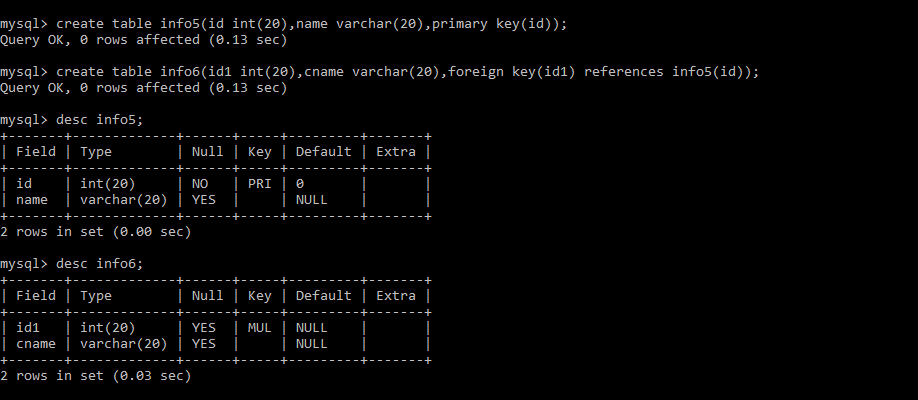 mysql> create table info5(id int(20),name varchar(20),primary key(id));
Query OK, 0 rows affected (0.13 sec)
mysql> create table info6(id1 int(20),cname varchar(20),foreign key(id1) references info5(id));
Query OK, 0 rows affected (0.13 sec)
mysql> desc info5;
+-------+-------------+------+-----+---------+-------+
| Field | Type        | Null | Key | Default | Extra |
+-------+-------------+------+-----+---------+-------+
| id    | int(20)     | NO   | PRI | 0       |       |
| name  | varchar(20) | YES  |     | NULL    |       |
+-------+-------------+------+-----+---------+-------+
2 rows in set (0.00 sec)
mysql> desc info6;
+-------+-------------+------+-----+---------+-------+
| Field | Type        | Null | Key | Default | Extra |
+-------+-------------+------+-----+---------+-------+
| id1   | int(20)     | YES  | MUL | NULL    |       |
| cname | varchar(20) | YES  |     | NULL    |       |
+-------+-------------+------+-----+---------+-------+
2 rows in set (0.03 sec)